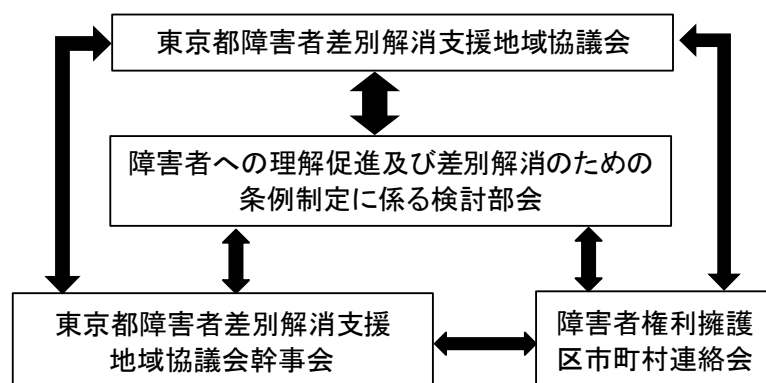 東京都障害者差別解消支援地域協議会
障害者への理解促進及び差別解消のための
条例制定に係る検討部会
東京都障害者差別解消支援
地域協議会幹事会
障害者権利擁護
区市町村連絡会